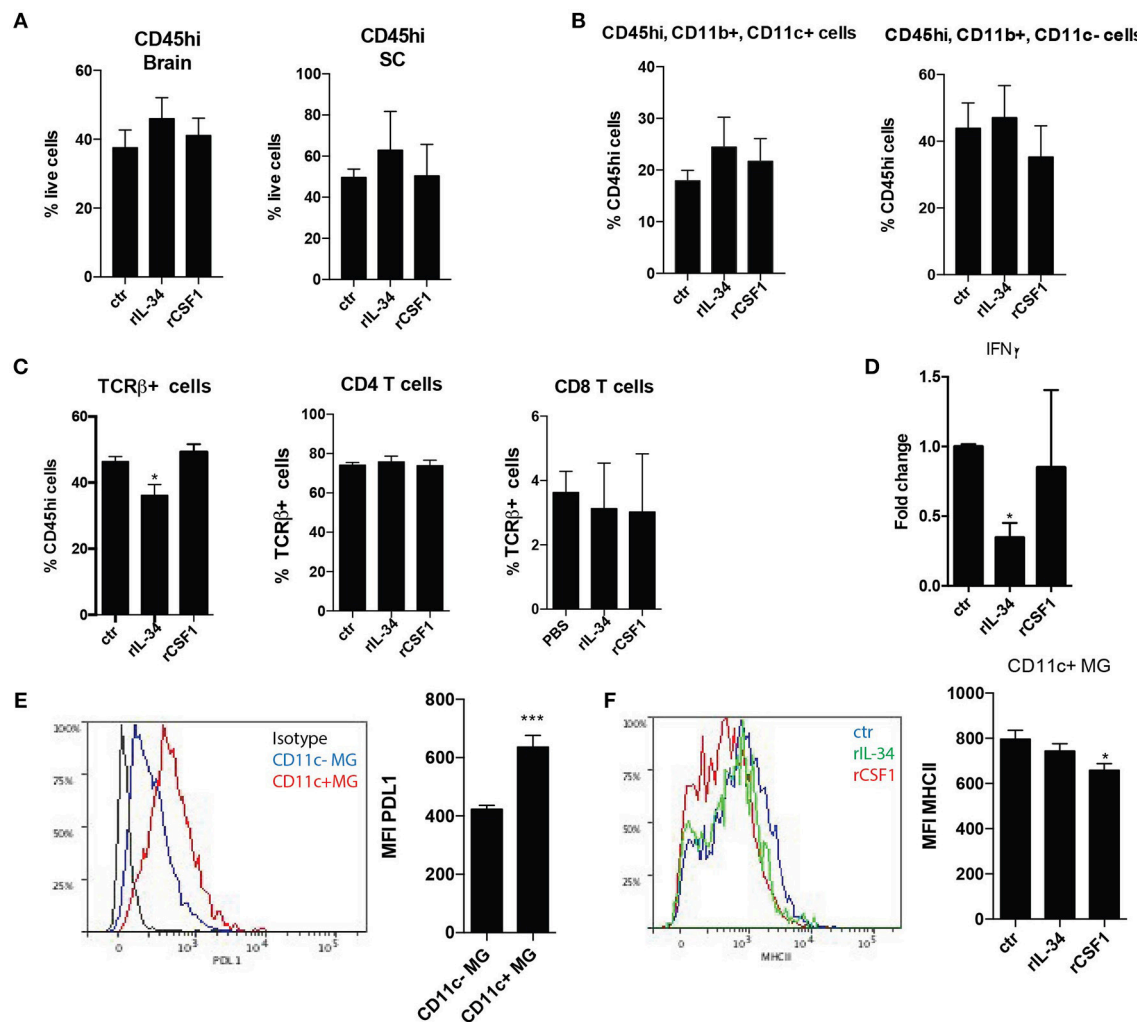 A
CD45hi
Brain
% live cells
60
40
20
0
ctr
rIL-34
rCSF1
CD45hi
SC
% live cells
100
80
60
40
20
0
ctr
rIL-34
rCSF1
B
CD45hi, CD11b+, CD11c+ cells
% CD45hi cells
40
30
20
10
0
ctr
rIL-34
rCSF1
CD45hi, CD11b+, CD11c- cells
% CD45hi cells
60
40
20
0
ctr
rIL-34
rCSF1
C
TCRβ+ cells
% CD45hi cells
60
40
20
0
*
ctr
rIL-34
rCSF1
CD4 T cells
% TCRβ+ cells
100
80
60
40
20
0
ctr
rIL-34
rCSF1
CD8 T cells
% TCRβ+ cells
6
4
2
0
PBS
rIL-34
rCSF1
D
IFNγ
Fold change
1.5
1.0
0.5
0.0
*
ctr
rIL-34
rCSF1
E
100%
75%
50%
25%
Isotype
CD11c- MG
CD11c+MG
0
10³
10⁴
10⁵
PDL1
MFI PDL1
800
600
400
200
0
***
CD11c- MG
CD11c+ MG
F
100%
75%
50%
25%
ctr
rIL-34
rCSF1
0
10³
10⁴
10⁵
MHCII
CD11c+ MG
MFI MHCII
1000
800
600
400
200
0
*
ctr
rIL-34
rCSF1